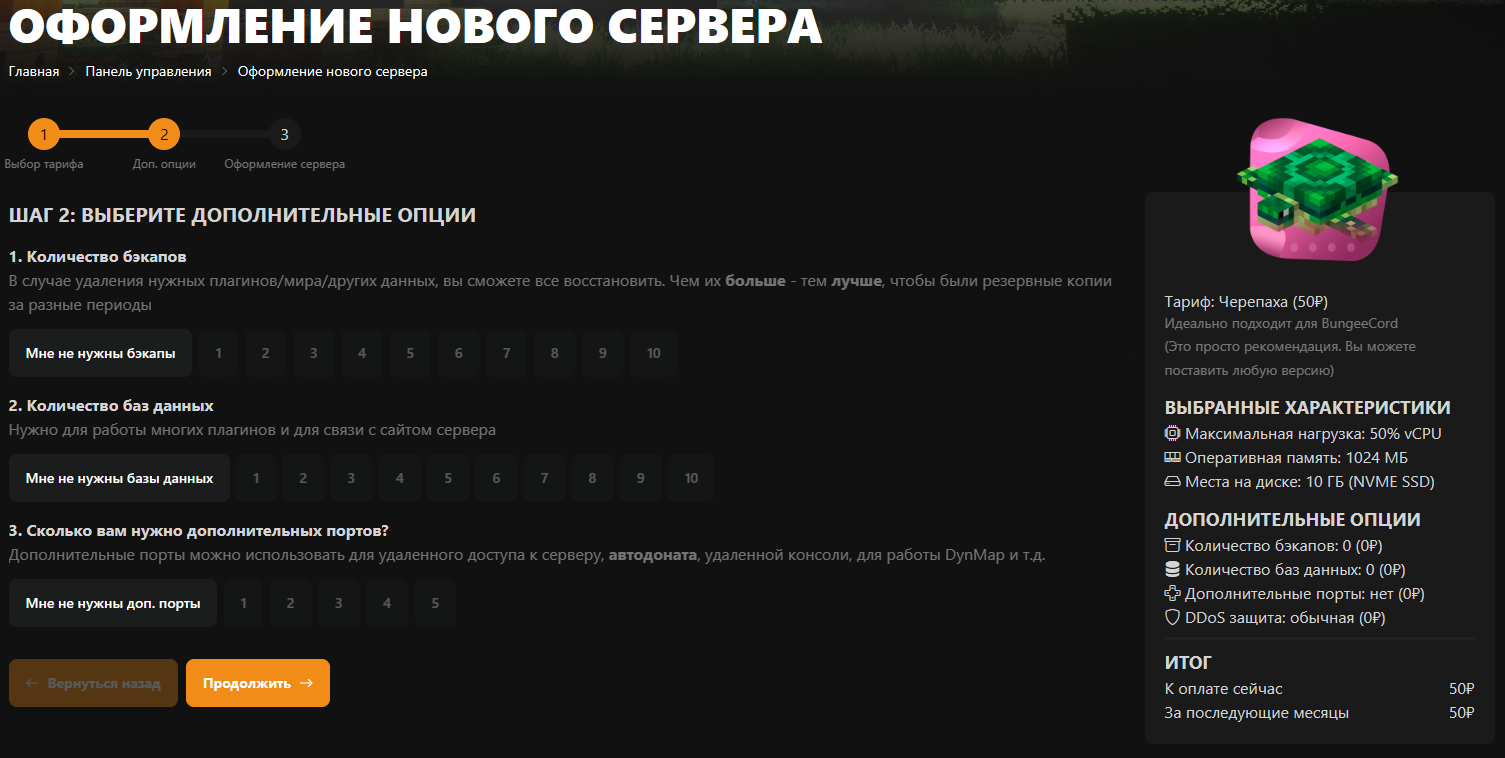 ОФОРМЛЕНИЕ НОВОГО СЕРВЕРА
Главная > Панель управления > Оформление нового сервера
1 2 3
Выбор тарифа Доп. опции Оформление сервера
ШАГ 2: ВЫБЕРИТЕ ДОПОЛНИТЕЛЬНЫЕ ОПЦИИ
1. Количество бэкапов
В случае удаления нужных плагинов/мира/других данных, вы сможете все восстановить. Чем их больше - тем лучше, чтобы были резервные копии
за разные периоды
Мне не нужны бэкапы 1 2 3 4 5 6 7 8 9 10
2. Количество баз данных
Нужно для работы многих плагинов и для связи с сайтом сервера
Мне не нужны базы данных 1 2 3 4 5 6 7 8 9 10
3. Сколько вам нужно дополнительных портов?
Дополнительные порты можно использовать для удаленного доступа к серверу, автодоната, удаленной консоли, для работы DynMap и т.д.
Мне не нужны доп. порты 1 2 3 4 5
← Вернуться назад Продолжить →
Тариф: Черепаха (50₽)
Идеально подходит для BungeeCord
(Это просто рекомендация. Вы можете
поставить любую версию)
ВЫБРАННЫЕ ХАРАКТЕРИСТИКИ
Максимальная нагрузка: 50% vCPU
Оперативная память: 1024 МБ
Места на диске: 10 ГБ (NVME SSD)
ДОПОЛНИТЕЛЬНЫЕ ОПЦИИ
Количество бэкапов: 0 (0₽)
Количество баз данных: 0 (0₽)
Дополнительные порты: нет (0₽)
DDoS защита: обычная (0₽)
ИТОГ
К оплате сейчас 50₽
За последующие месяцы 50₽